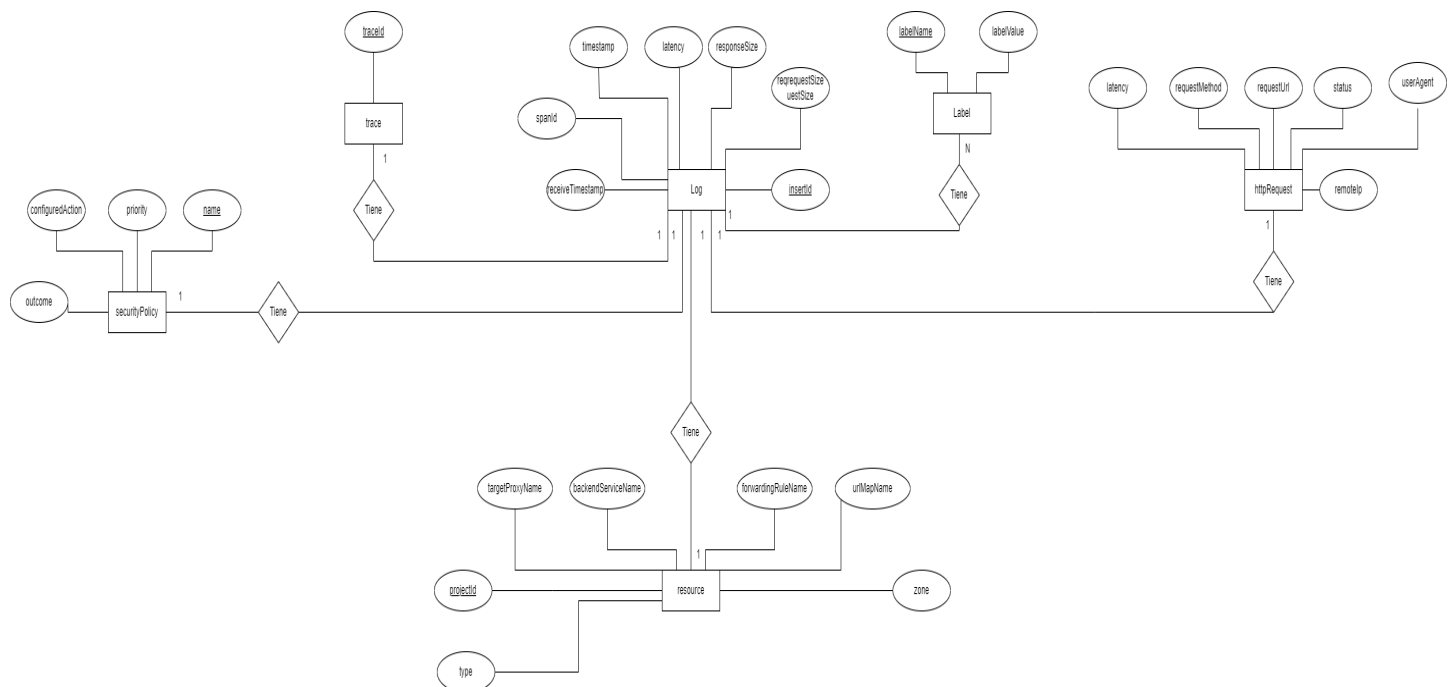 traceId
timestamp
latency
responseSize
labelName
labelValue
reqrequestSize
uestSize
latency
requestMethod
requestUrl
status
userAgent
trace
spanId
Label
1
N
receiveTimestamp
Log
insertId
Tiene
httpRequest
remoteIp
configuredAction
priority
name
Tiene
1
1
1
1
1
1
Tiene
outcome
securityPolicy
1
Tiene
Tiene
targetProxyName
backendServiceName
forwardingRuleName
urlMapName
1
projectId
resource
zone
type